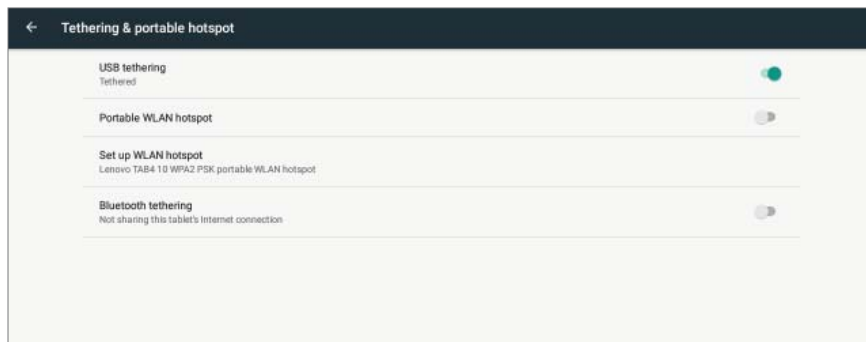 Tethering & portable hotspot
USB tethering
Tethered
Portable WLAN hotspot
Set up WLAN hotspot
Lenovo TAB4 10 WPA2 PSK portable WLAN hotspot
Bluetooth tethering
Not sharing this tablet's Internet connection